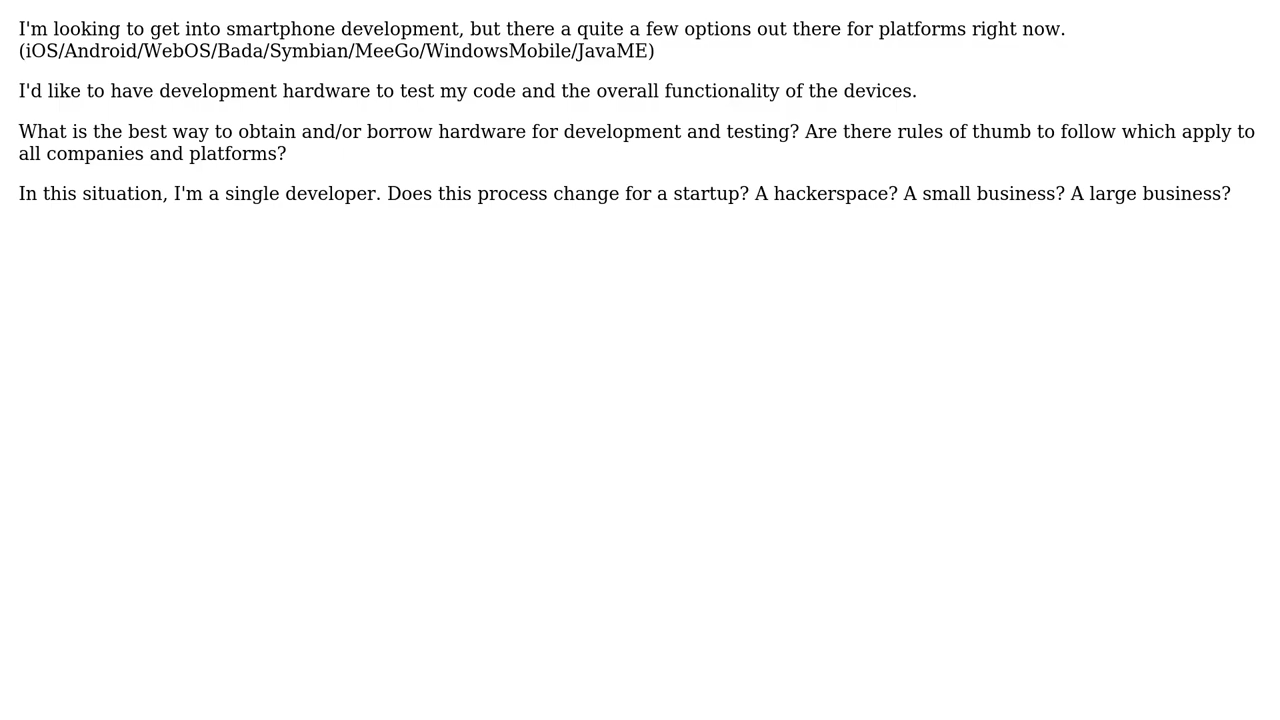 I'm looking to get into smartphone development, but there a quite a few options out there for platforms right now.
(iOS/Android/WebOS/Bada/Symbian/MeeGo/WindowsMobile/JavaME)
I'd like to have development hardware to test my code and the overall functionality of the devices.
What is the best way to obtain and/or borrow hardware for development and testing? Are there rules of thumb to follow which apply to
all companies and platforms?
In this situation, I'm a single developer. Does this process change for a startup? A hackerspace? A small business? A large business?